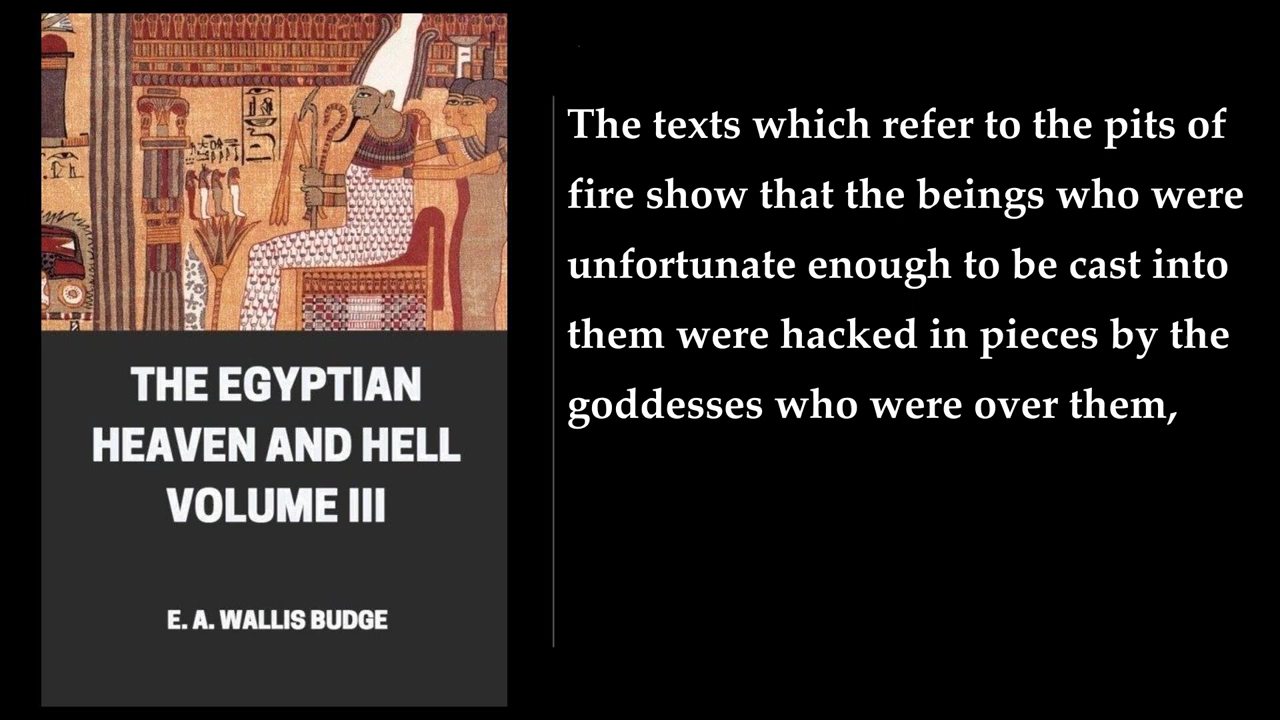 THE EGYPTIAN
HEAVEN AND HELL
VOLUME III
E. A. WALLIS BUDGE
The texts which refer to the pits of
fire show that the beings who were
unfortunate enough to be cast into
them were hacked in pieces by the
goddesses who were over them,